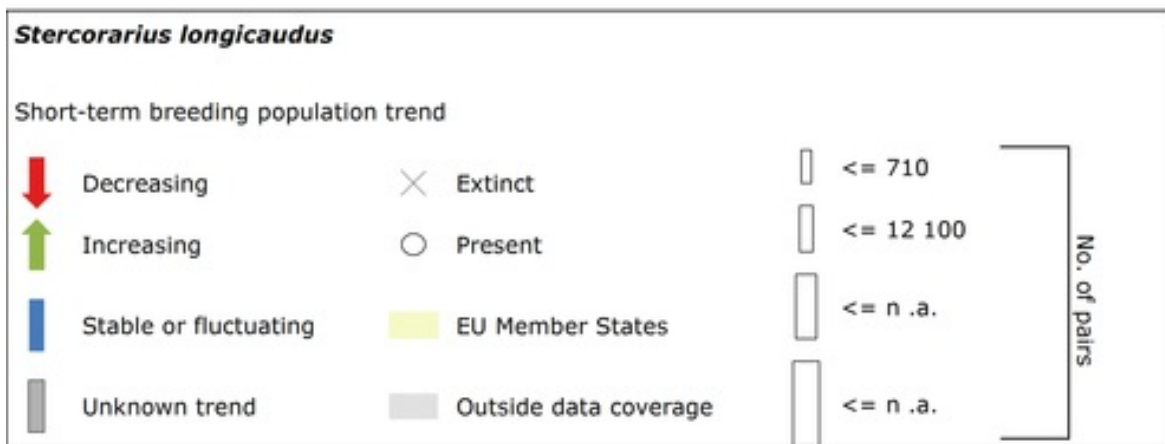 Stercorarius longicaudus
Short-term breeding population trend
Decreasing
Increasing
Stable or fluctuating
Unknown trend
Extinct
Present
EU Member States
Outside data coverage
<= 710
<= 12 100
<= n .a.
<= n .a.
No. of pairs